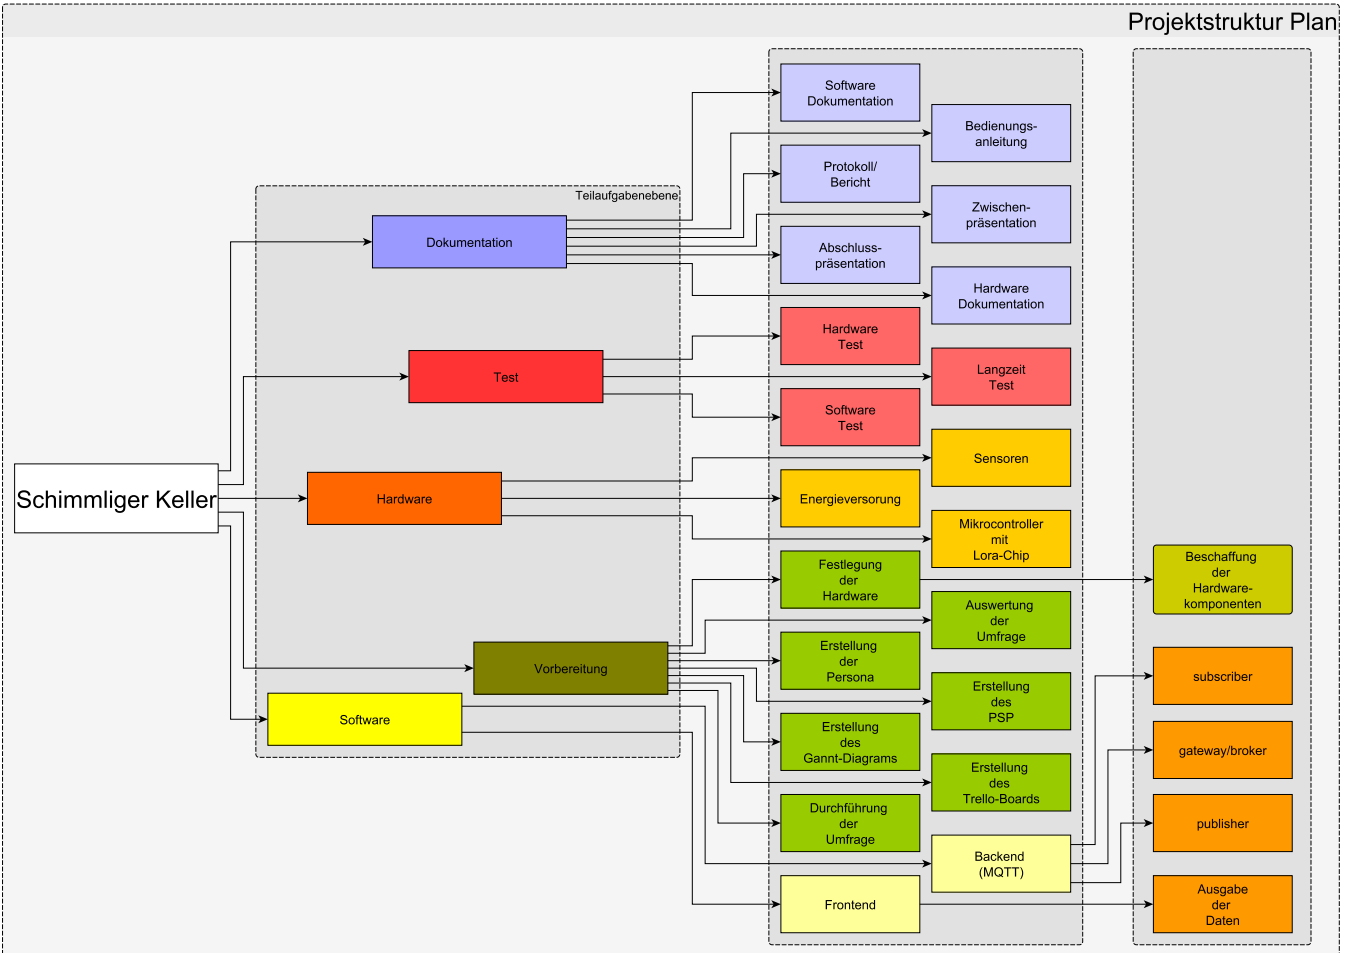 Projektstruktur Plan
Schimmliger Keller
Teilaufgabenebene
Dokumentation
Test
Hardware
Vorbereitung
Software
Software
Dokumentation
Bedienungs-
anleitung
Protokoll/
Bericht
Zwischen-
präsentation
Abschluss-
präsentation
Hardware
Dokumentation
Hardware
Test
Langzeit
Test
Software
Test
Sensoren
Energieversorung
Mikrocontroller
mit
Lora-Chip
Festlegung
der
Hardware
Auswertung
der
Umfrage
Erstellung
der
Persona
Erstellung
des
PSP
Erstellung
des
Gannt-Diagrams
Erstellung
des
Trello-Boards
Durchführung
der
Umfrage
Backend
(MQTT)
Frontend
Beschaffung
der
Hardware-
komponenten
subscriber
gateway/broker
publisher
Ausgabe
der
Daten